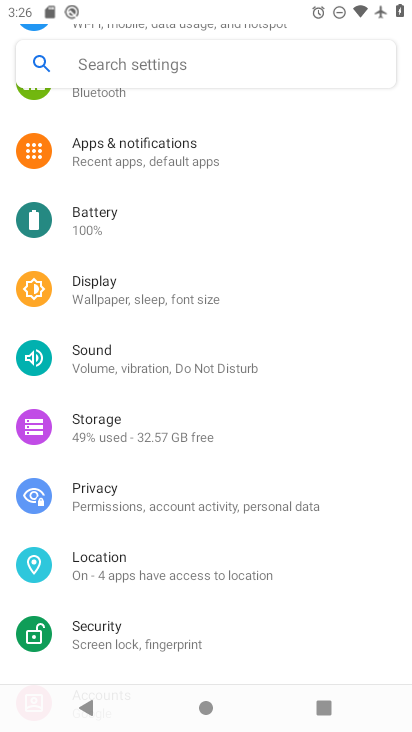 3:26
Wi-Fi, mobile, data usage, and hotspot
Search settings
Bluetooth
Apps & notifications
Recent apps, default apps
Battery
100%
Display
Wallpaper, sleep, font size
Sound
Volume, vibration, Do Not Disturb
Storage
49% used - 32.57 GB free
Privacy
Permissions, account activity, personal data
Location
On - 4 apps have access to location
Security
Screen lock, fingerprint
Accounts
Google